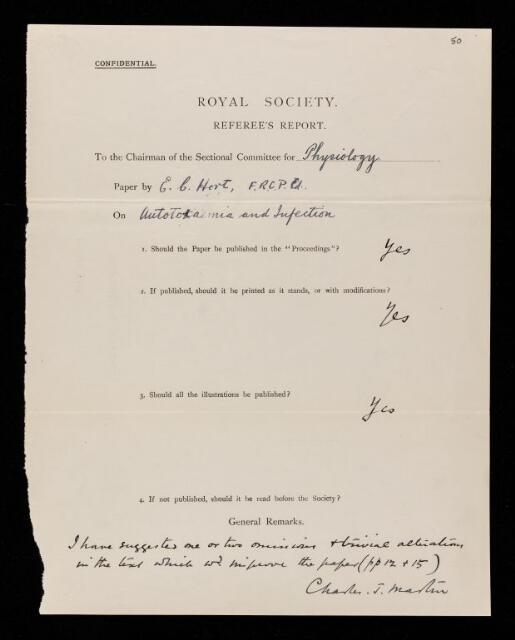 50
CONFIDENTIAL.
ROYAL SOCIETY.
REFEREE'S REPORT.
To the Chairman of the Sectional Committee for Physiology
Paper by E. C. Hort, F.R.C.P. Ed.
On Autotoxaemia and Infection
1. Should the Paper be published in the "Proceedings"?
Yes
2. If published, should it be printed as it stands, or with modifications?
Yes
3. Should all the illustrations be published?
Yes
4. If not published, should it be read before the Society?
General Remarks.
I have suggested one or two omissions & trivial alterations
in the text which wd improve the paper (pp 12 & 15)
Charles. J. Martin